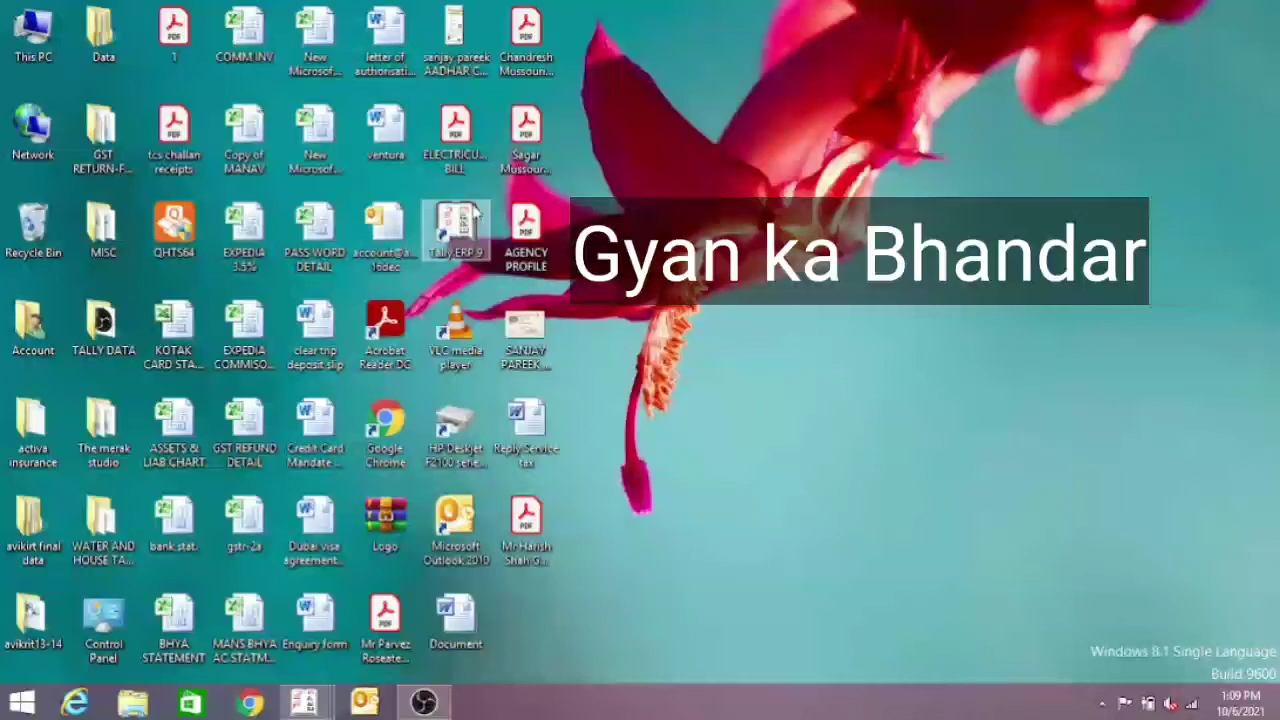 This PC
Data
1
COMM.INV
New
Microsof...
letter of
authorisati...
sanjay pareek
AADHAR C...
Chandresh
Mussouri...
Network
GST
RETURN-F...
tcs challan
receipts
Copy of
MANAV
New
Microsof...
ventura
ELECTRICU...
BILL
Sagar
Mussour...
Recycle Bin
MISC
QHTS64
EXPEDIA
3.5%
PASS WORD
DETAIL
account@a...
16dec
Tally.ERP 9
AGENCY
PROFILE
Gyan ka Bhandar
Account
TALLY DATA
KOTAK
CARD STA...
EXPEDIA
COMMISO...
clear trip
deposit slip
Acrobat
Reader DC
VLC media
player
SANJAY
PAREEK...
activa
insurance
The merak
studio
ASSETS &
LIAB CHART
GST REFUND
DETAIL
Credit Card
Mandate ...
Google
Chrome
HP Deskjet
F2100 serie...
Reply Service
tax
avikirt final
data
WATER AND
HOUSE TA...
bank stat.
gstr-2a
Dubai visa
agreement...
Logo
Microsoft
Outlook 2010
Mr Harish
Shah G...
avikrit13-14
Control
Panel
BHYA
STATEMENT
MANS BHYA
AC STATM...
Enquiry form
Mr Parvez
Roseate...
Document
Windows 8.1 Single Language
Build 9600
1:09 PM
10/6/2021